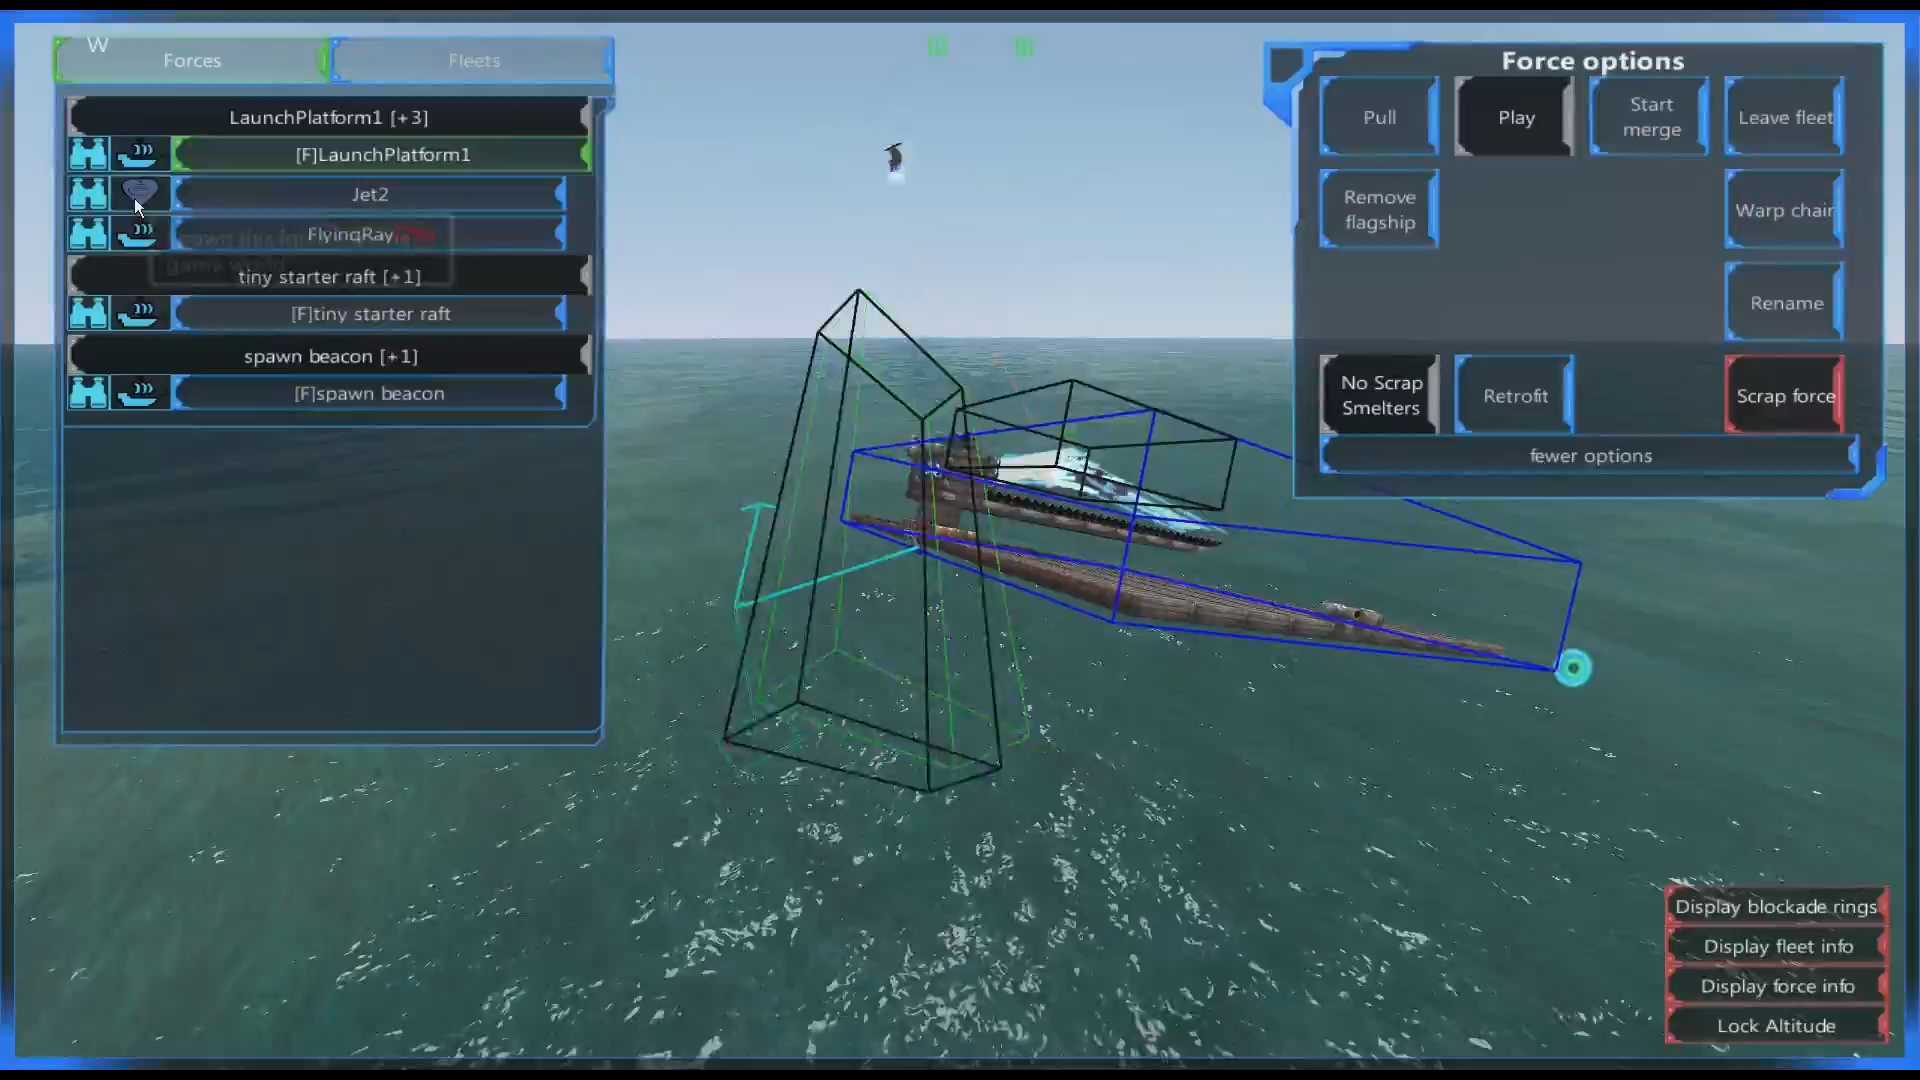 W
Forces
Fleets
LaunchPlatform1 [+3]
[F]LaunchPlatform1
Jet2
FlyingRay
game world
tiny starter raft [+1]
[F]tiny starter raft
spawn beacon [+1]
[F]spawn beacon
Force options
Pull
Play
Start
merge
Leave fleet
Remove
flagship
Warp chair
Rename
No Scrap
Smelters
Retrofit
Scrap force
fewer options
Display blockade rings
Display fleet info
Display force info
Lock Altitude